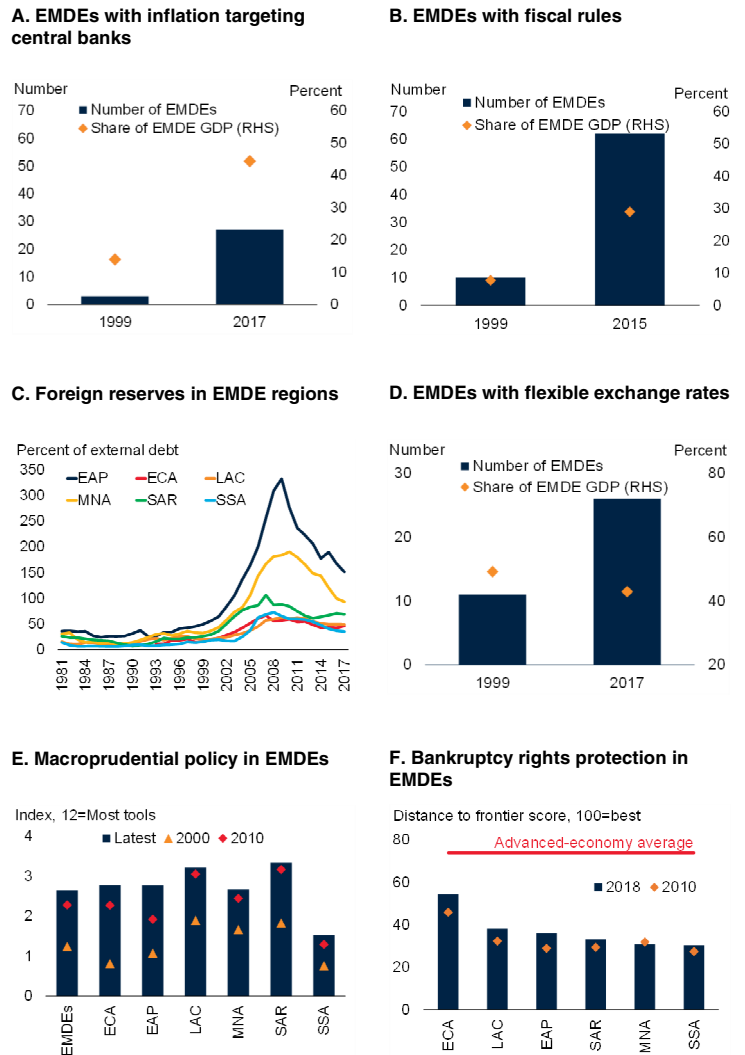 A. EMDEs with inflation targeting
central banks
Number
Percent
Number of EMDEs
Share of EMDE GDP (RHS)
70
60
50
40
30
20
10
0
60
50
40
30
20
10
0
1999
2017
B. EMDEs with fiscal rules
Number
Percent
Number of EMDEs
Share of EMDE GDP (RHS)
70
60
50
40
30
20
10
0
60
50
40
30
20
10
0
1999
2015
C. Foreign reserves in EMDE regions
Percent of external debt
350
300
250
200
150
100
50
0
EAP
ECA
LAC
MNA
SAR
SSA
1981
1984
1987
1990
1993
1996
1999
2002
2005
2008
2011
2014
2017
D. EMDEs with flexible exchange rates
Number
Percent
Number of EMDEs
Share of EMDE GDP (RHS)
30
20
10
0
80
60
40
20
1999
2017
E. Macroprudential policy in EMDEs
Index, 12=Most tools
Latest
2000
2010
4
3
2
1
0
EMDEs
ECA
EAP
LAC
MNA
SAR
SSA
F. Bankruptcy rights protection in
EMDEs
Distance to frontier score, 100=best
80
60
40
20
0
Advanced-economy average
2018
2010
ECA
LAC
EAP
SAR
MNA
SSA